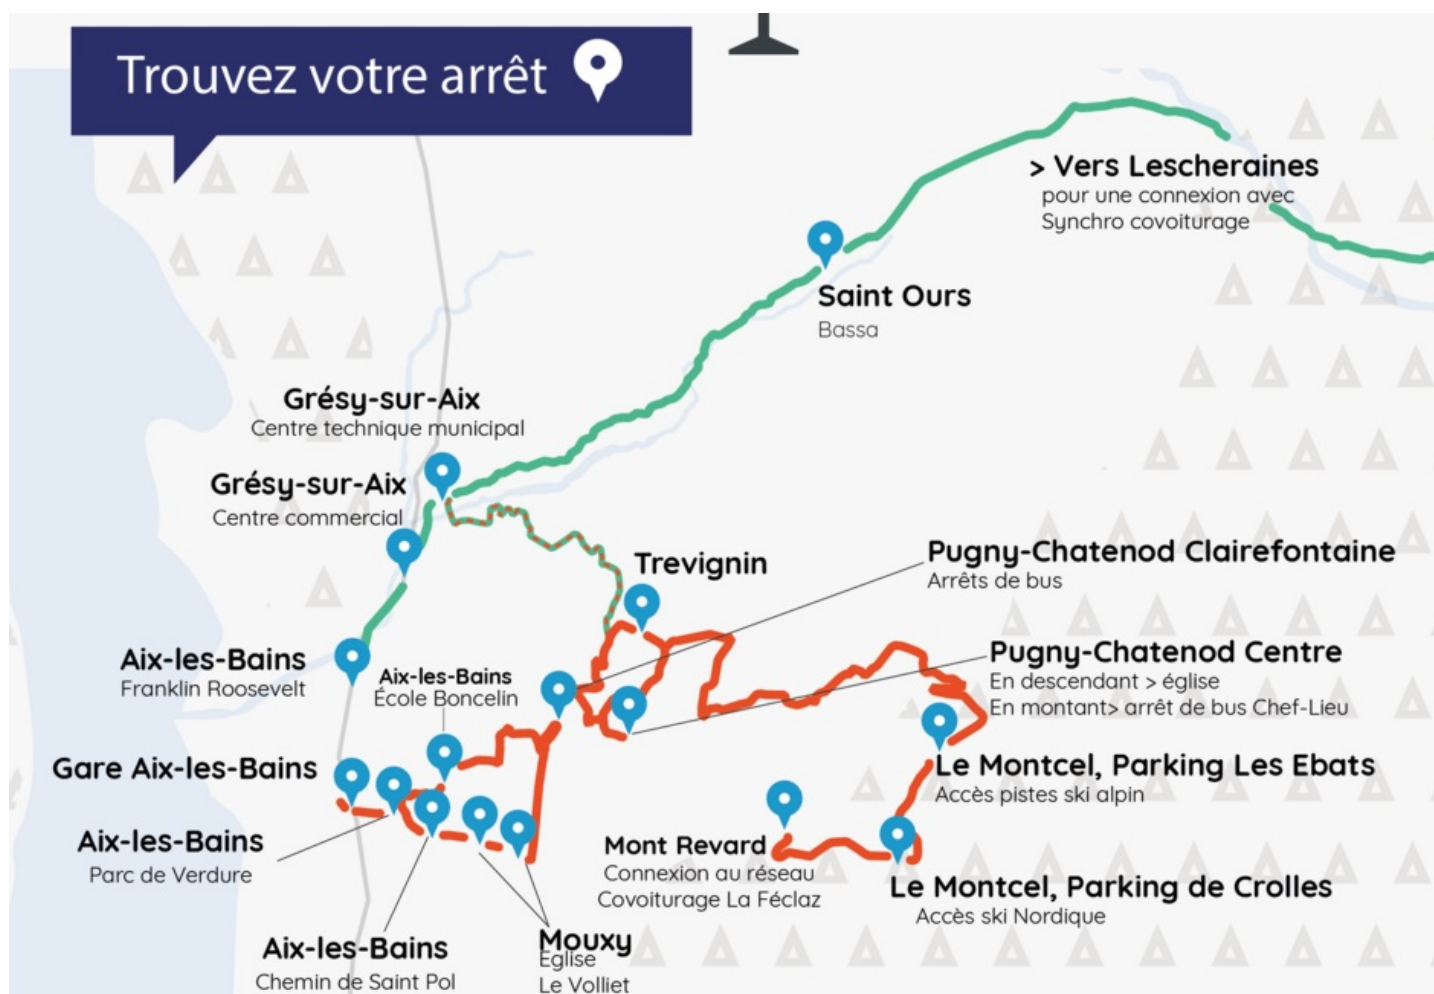 Trouvez votre arrêt
> Vers Lescheraines
pour une connexion avec
Synchro covoiturage
Saint Ours
Bassa
Grésy-sur-Aix
Centre technique municipal
Grésy-sur-Aix
Centre commercial
Trevignin
Pugny-Chatenod Clairefontaine
Arrêts de bus
Aix-les-Bains
Franklin Roosevelt
Aix-les-Bains
École Boncelin
Pugny-Chatenod Centre
En descendant > église
En montant> arrêt de bus Chef-Lieu
Gare Aix-les-Bains
Le Montcel, Parking Les Ebats
Accès pistes ski alpin
Aix-les-Bains
Parc de Verdure
Mont Revard
Connexion au réseau
Covoiturage La Féclaz
Le Montcel, Parking de Crolles
Accès ski Nordique
Aix-les-Bains
Chemin de Saint Pol
Mouxy
Eglise
Le Volliet